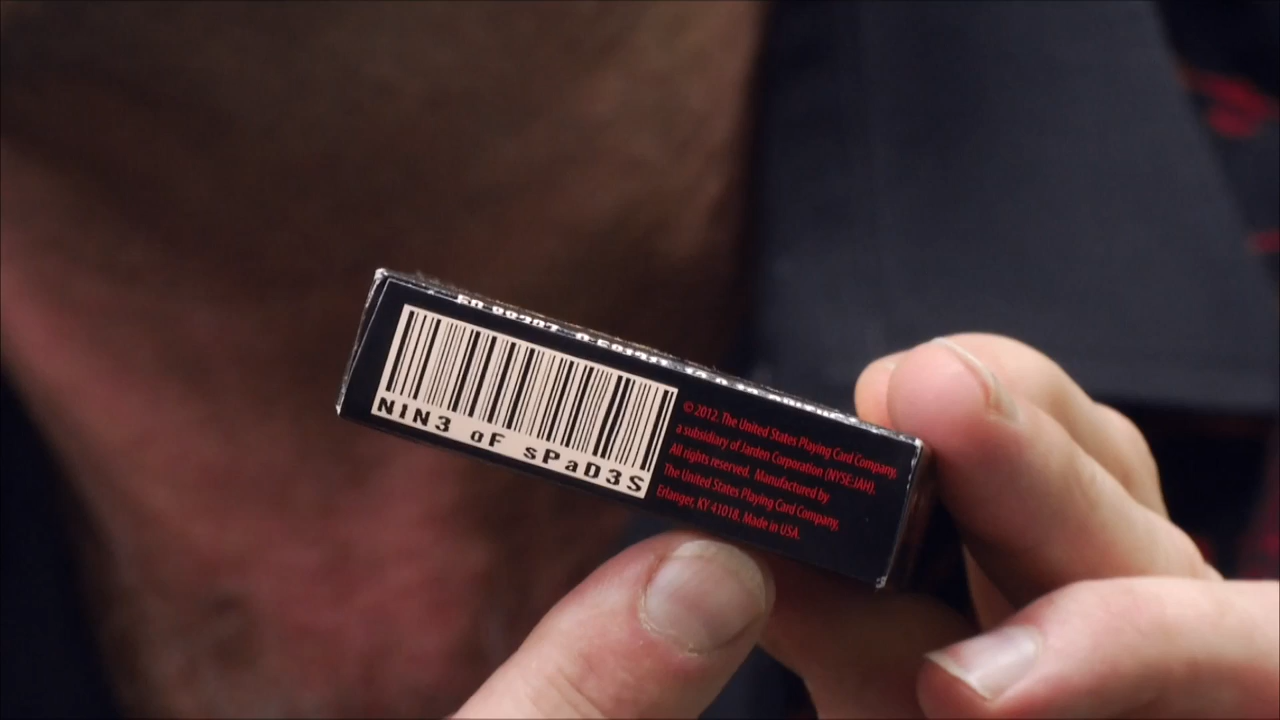 N1N3 oF sPaD3S
© 2012. The United States Playing Card Company,
a subsidiary of Jarden Corporation (NYSE:JAH).
All rights reserved. Manufactured by
The United States Playing Card Company,
Erlanger, KY 41018, Made in USA.